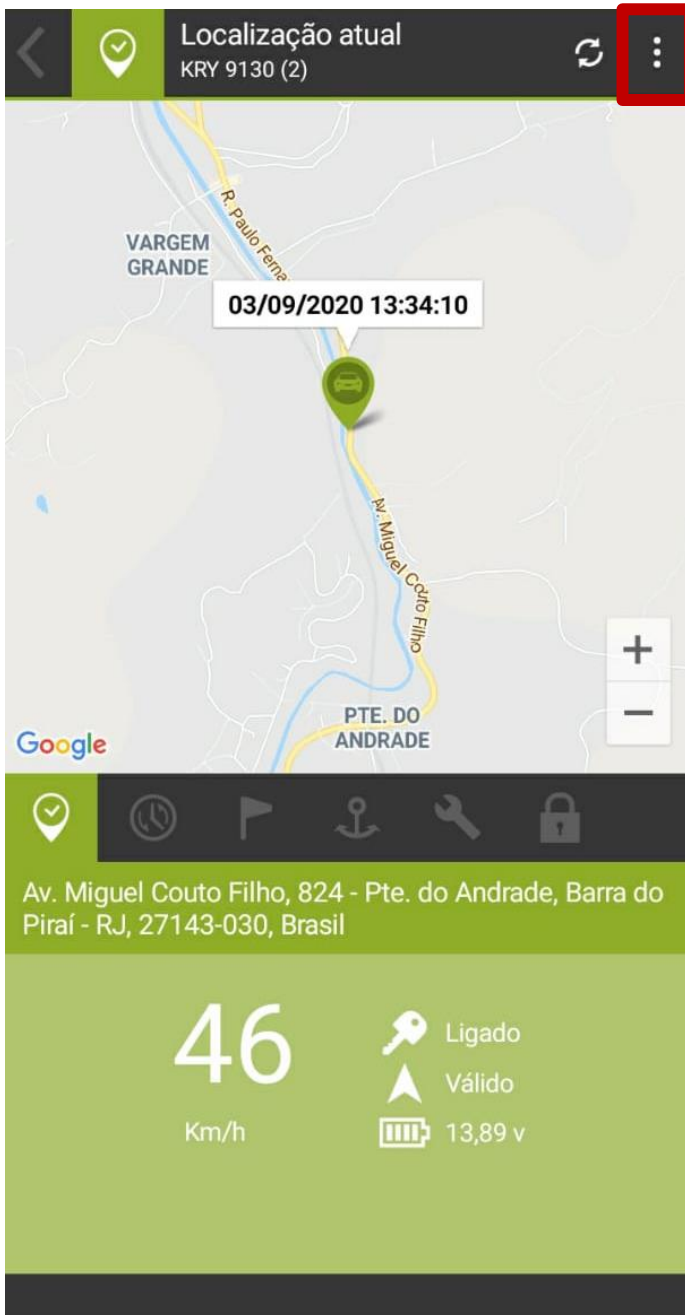 Localização atual
KRY 9130 (2)
R. Paulo Ferna
VARGEM
GRANDE
03/09/2020 13:34:10
Av. Miguel Couto Filho
PTE. DO
ANDRADE
Google
Av. Miguel Couto Filho, 824 - Pte. do Andrade, Barra do
Piraí - RJ, 27143-030, Brasil
46
Km/h
Ligado
Válido
13,89 v